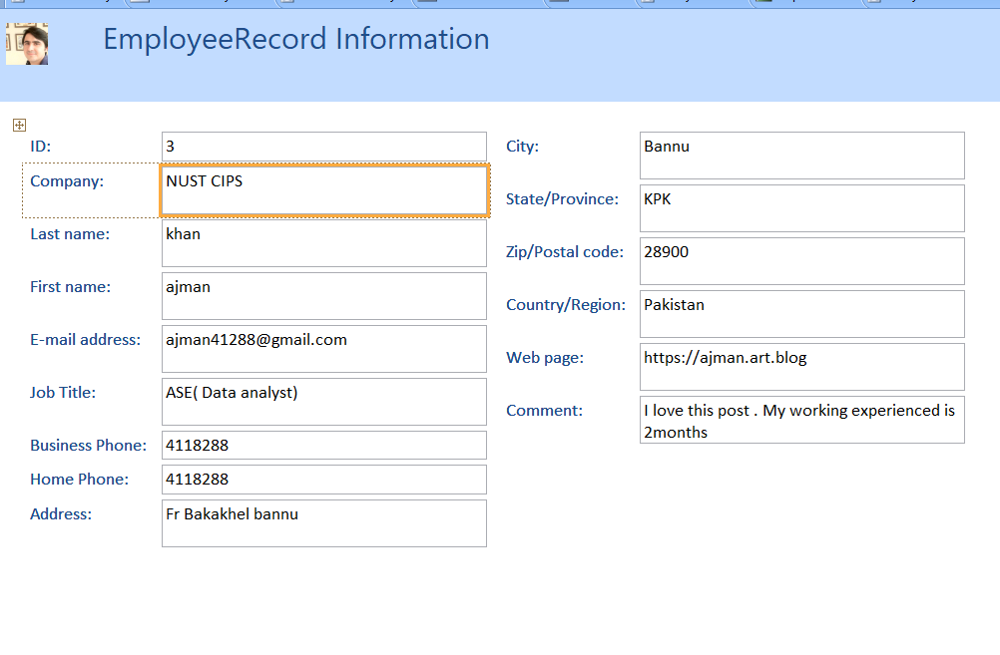 EmployeeRecord Information
ID: 3
Company: NUST CIPS
Last name: khan
First name: ajman
E-mail address: ajman41288@gmail.com
Job Title: ASE( Data analyst)
Business Phone: 4118288
Home Phone: 4118288
Address: Fr Bakakhel bannu
City: Bannu
State/Province: KPK
Zip/Postal code: 28900
Country/Region: Pakistan
Web page: https://ajman.art.blog
Comment: I love this post . My working experienced is
2months